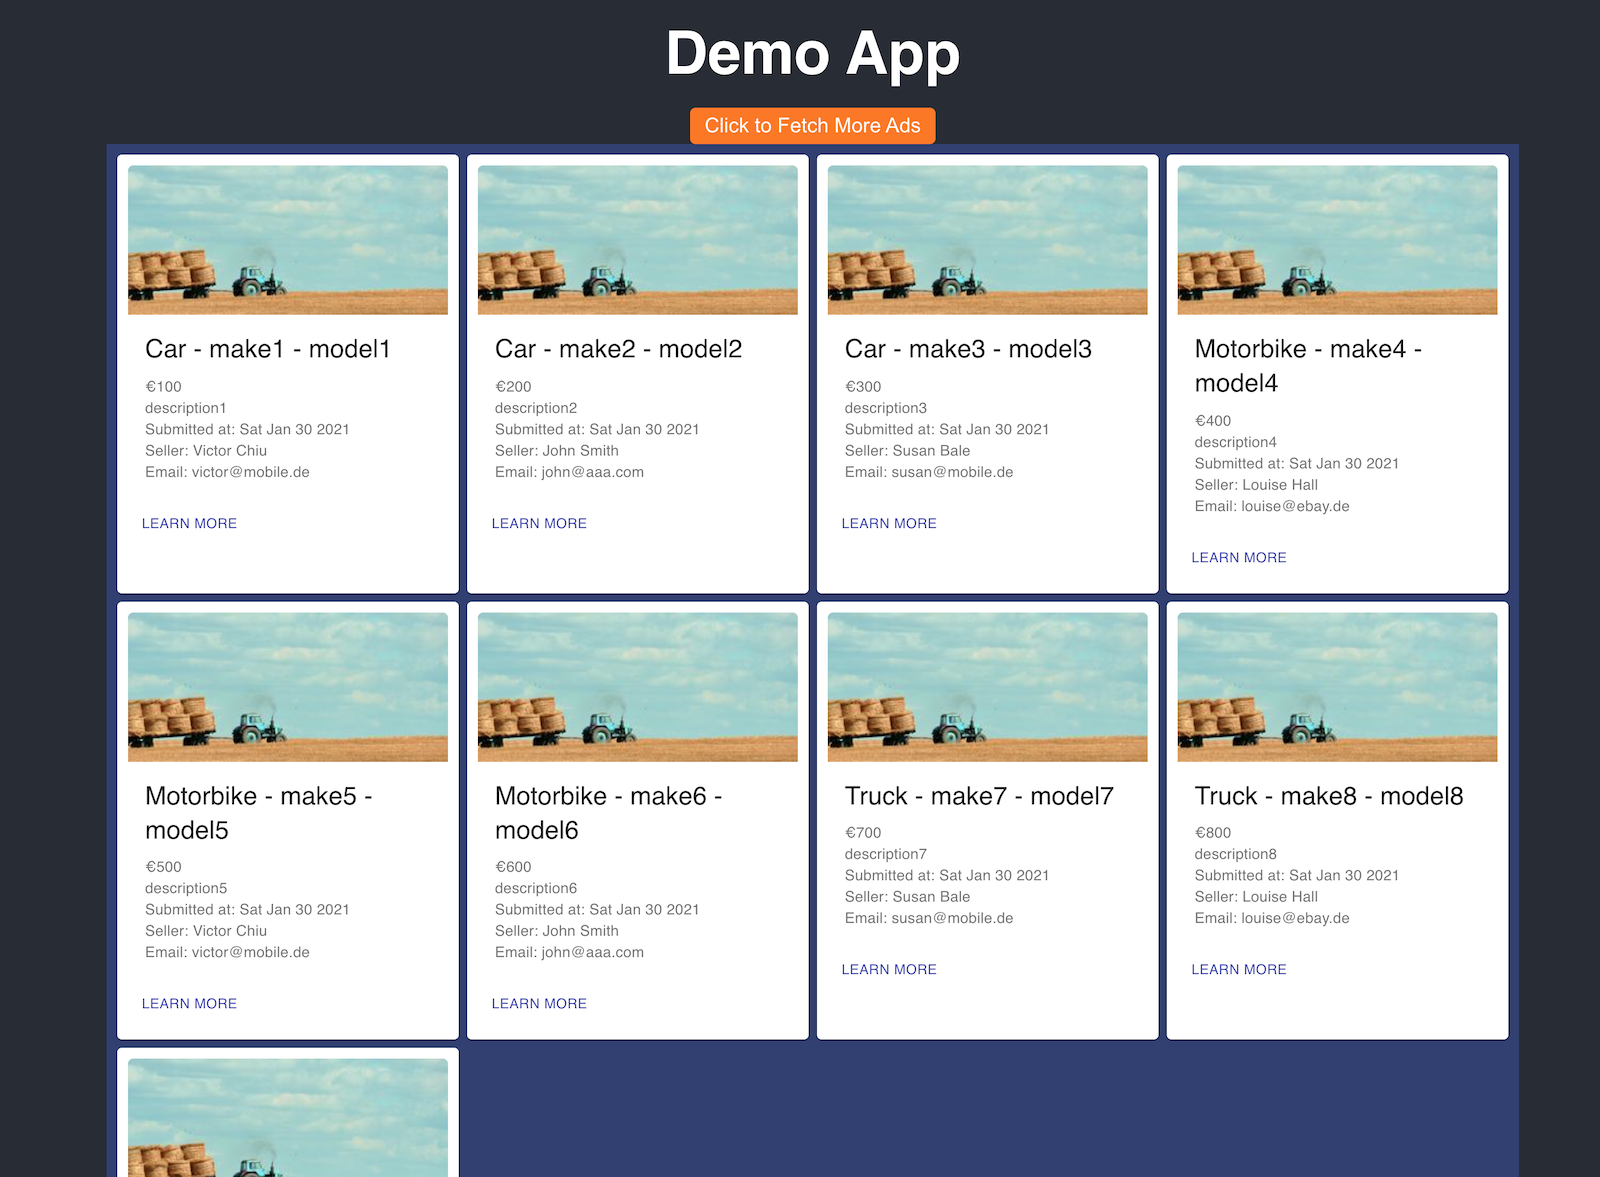 Demo App
Click to Fetch More Ads
Car - make1 - model1
€100
description1
Submitted at: Sat Jan 30 2021
Seller: Victor Chiu
Email: victor@mobile.de
LEARN MORE
Car - make2 - model2
€200
description2
Submitted at: Sat Jan 30 2021
Seller: John Smith
Email: john@aaa.com
LEARN MORE
Car - make3 - model3
€300
description3
Submitted at: Sat Jan 30 2021
Seller: Susan Bale
Email: susan@mobile.de
LEARN MORE
Motorbike - make4 -
model4
€400
description4
Submitted at: Sat Jan 30 2021
Seller: Louise Hall
Email: louise@ebay.de
LEARN MORE
Motorbike - make5 -
model5
€500
description5
Submitted at: Sat Jan 30 2021
Seller: Victor Chiu
Email: victor@mobile.de
LEARN MORE
Motorbike - make6 -
model6
€600
description6
Submitted at: Sat Jan 30 2021
Seller: John Smith
Email: john@aaa.com
LEARN MORE
Truck - make7 - model7
€700
description7
Submitted at: Sat Jan 30 2021
Seller: Susan Bale
Email: susan@mobile.de
LEARN MORE
Truck - make8 - model8
€800
description8
Submitted at: Sat Jan 30 2021
Seller: Louise Hall
Email: louise@ebay.de
LEARN MORE